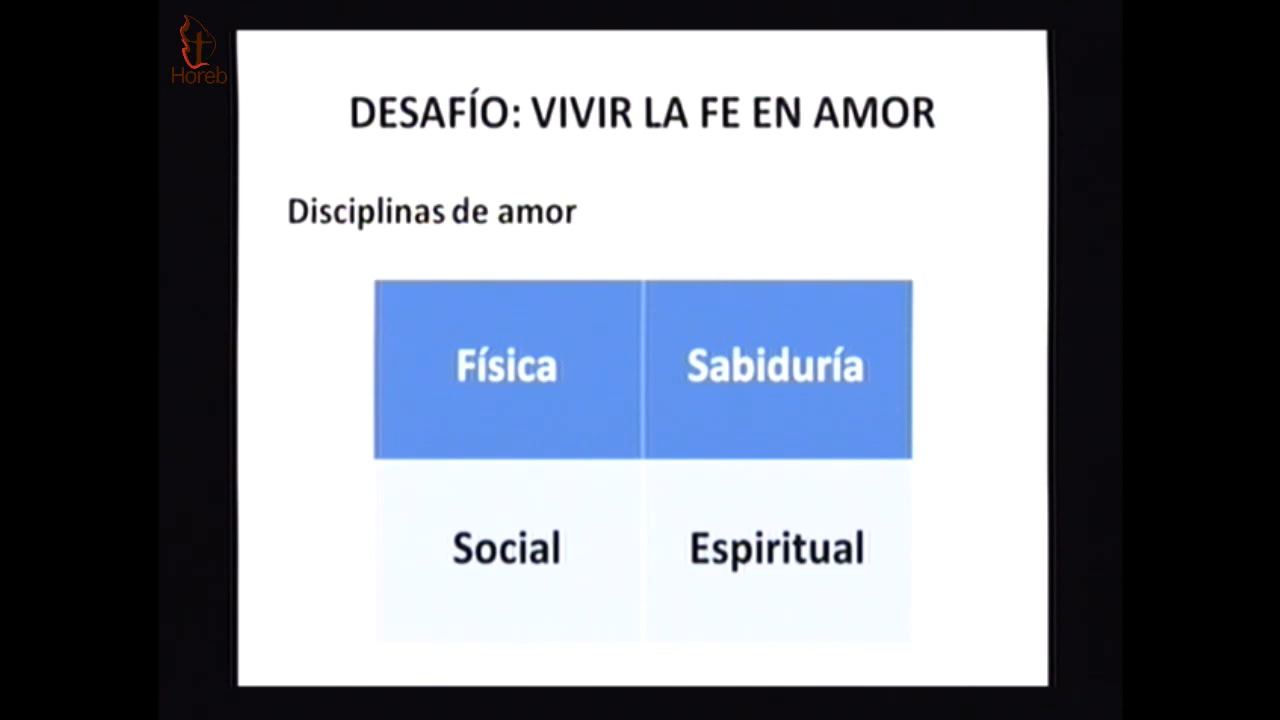 Horeb
DESAFÍO: VIVIR LA FE EN AMOR
Disciplinas de amor
Física Sabiduría
Social Espiritual